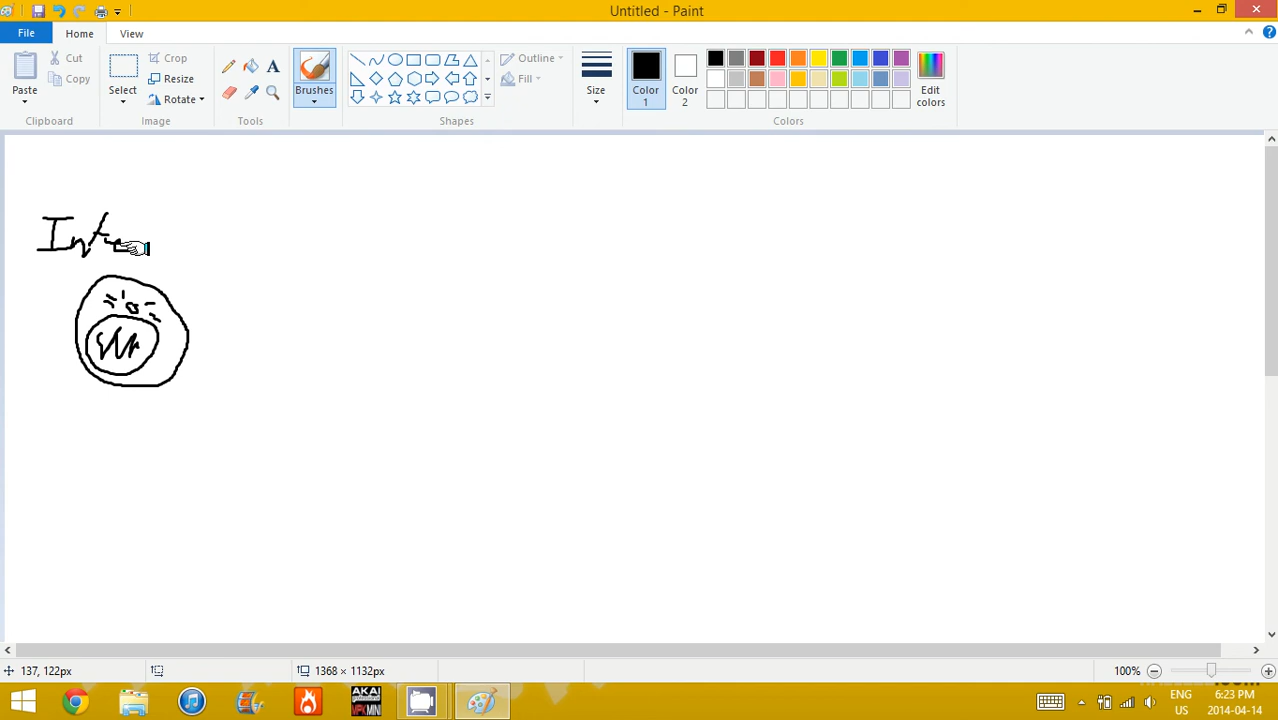 Untitled - Paint
File
Home
View
Paste
Cut
Copy
Clipboard
Select
Crop
Resize
Rotate
Image
Tools
Brushes
Shapes
Outline
Fill
Size
Color 1
Color 2
Edit colors
Colors
Inte
137, 122px
1368 × 1132px
100%
AKAI
ENG
US
6:23 PM
2014-04-14